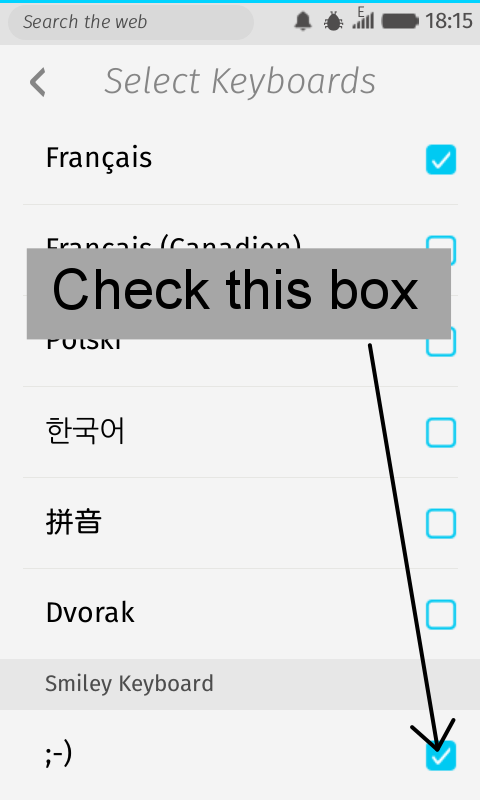 Search the web
E
18:15
Select Keyboards
Français
Français (Canadien)
Check this box
Polski
한국어
拼音
Dvorak
Smiley Keyboard
;-)